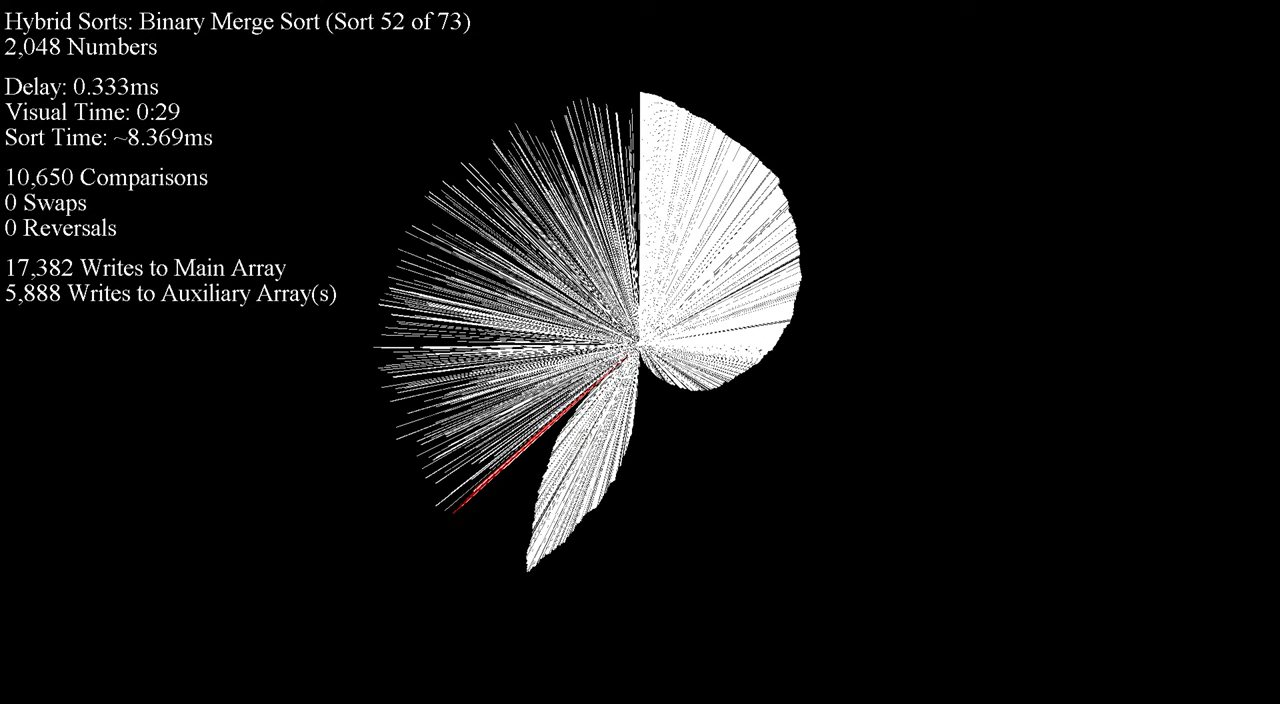 Hybrid Sorts: Binary Merge Sort (Sort 52 of 73)
2,048 Numbers
Delay: 0.333ms
Visual Time: 0:29
Sort Time: ~8.369ms
10,650 Comparisons
0 Swaps
0 Reversals
17,382 Writes to Main Array
5,888 Writes to Auxiliary Array(s)